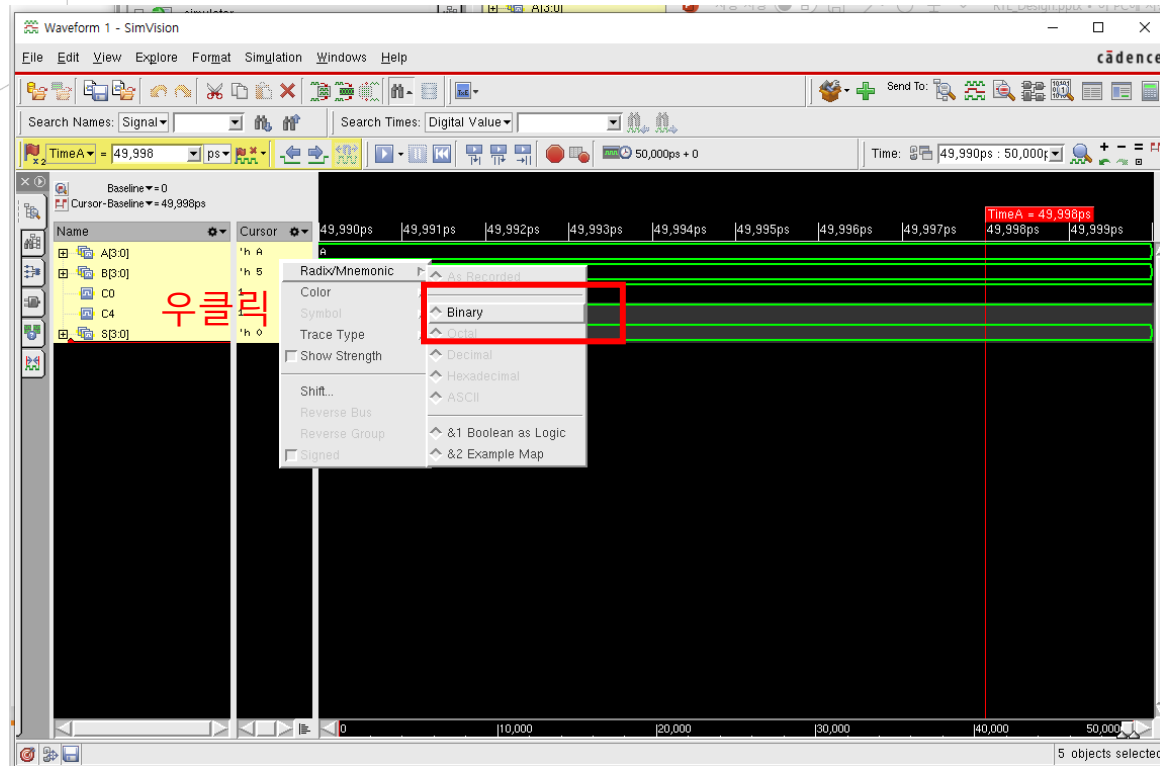 simulator
A[3:0]
Waveform 1 - SimVision
File Edit View Explore Format Simulation Windows Help
cādence
Send To:
Search Names: Signal
Search Times: Digital Value
x2 TimeA = 49,998 ps
50,000ps + 0
Time: 49,990ps : 50,000p
Baseline = 0
Cursor-Baseline = 49,998ps
TimeA = 49,998ps
Name Cursor 49,990ps 49,991ps 49,992ps 49,993ps 49,994ps 49,995ps 49,996ps 49,997ps 49,998ps 49,999ps
A[3:0] 'h A A
B[3:0] 'h 5
C0 1
C4
S[3:0] 'h 0
우클릭
Radix/Mnemonic
Color
Symbol
Trace Type
Show Strength
Shift...
Reverse Bus
Reverse Group
Signed
As Recorded
Binary
Octal
Decimal
Hexadecimal
ASCII
&1 Boolean as Logic
&2 Example Map
0 10,000 20,000 30,000 40,000 50,000
5 objects selected